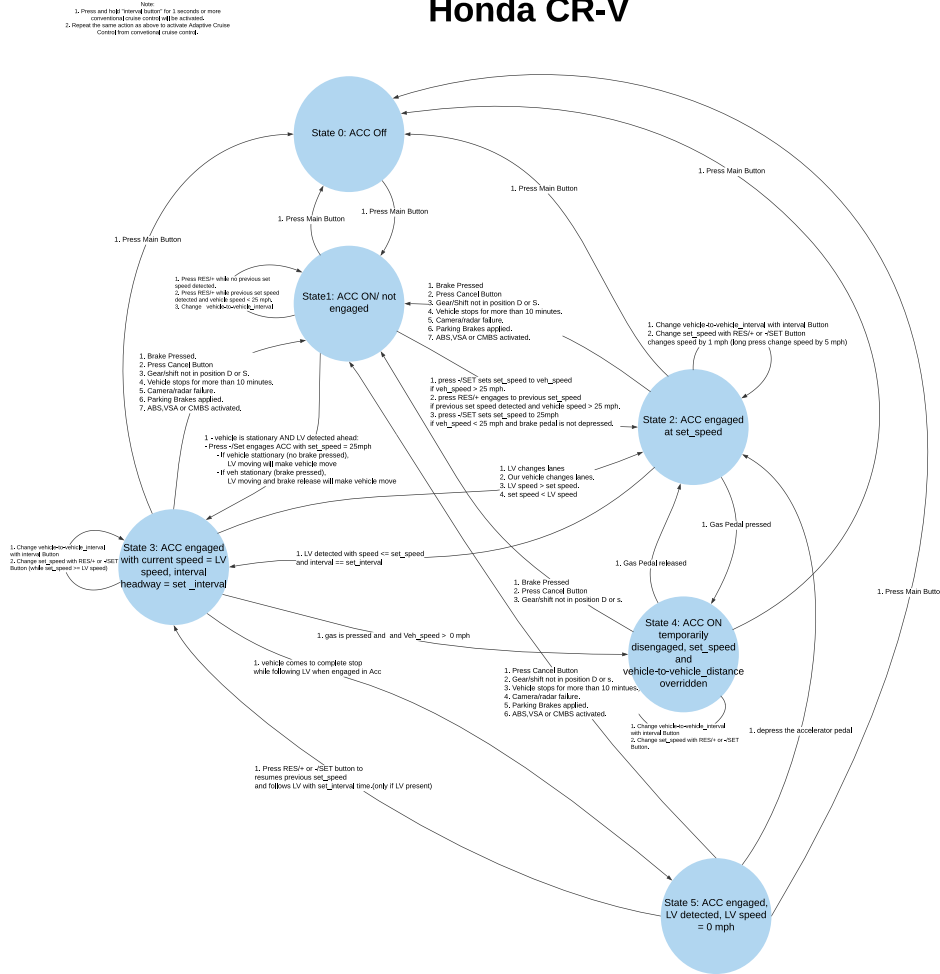 Honda CR-V
Note:
1. Press and hold "interval button" for 1 seconds or more
conventional cruise control will be activated.
2. Repeat the same action as above to activate Adaptive Cruise
Control from convetional cruise control.
State 0: ACC Off
1. Press Main Button
1. Press Main Button
1. Press Main Button
1. Press Main Button
1. Press Main Button
State1: ACC ON/ not
engaged
1. Press RES/+ while no previous set
speed detected.
2. Press RES/+ while previous set speed
detected and vehicle speed < 25 mph.
3. Change vehicle-to-vehicle_interval
1. Brake Pressed
2. Press Cancel Button
3. Gear/Shift not in position D or S.
4. Vehicle stops for more than 10 minutes.
5. Camera/radar failure.
6. Parking Brakes applied.
7. ABS,VSA or CMBS activated.
1. Change vehicle-to-vehicle_interval with interval Button
2. Change set_speed with RES/+ or -/SET Button
changes speed by 1 mph (long press change speed by 5 mph)
1. Brake Pressed.
2. Press Cancel Button
3. Gear/shift not in position D or S.
4. Vehicle stops for more than 10 minutes.
5. Camera/radar failure.
6. Parking Brakes applied.
7. ABS,VSA or CMBS activated.
1. press -/SET sets set_speed to veh_speed
if veh_speed > 25 mph.
2. press RES/+ engages to previous set_speed
if previous set speed detected and vehicle speed > 25 mph.
3. press -/SET sets set_speed to 25mph
if veh_speed < 25 mph and brake pedal is not depressed.
State 2: ACC engaged
at set_speed
1 - vehicle is stationary AND LV detected ahead:
- Press -/Set engages ACC with set_speed = 25mph
- If vehicle stattionary (no brake pressed),
LV moving will make vehicle move
- If veh stationary (brake pressed),
LV moving and brake release will make vehicle move
1. LV changes lanes
2. Our vehicle changes lanes.
3. LV speed > set speed.
4. set speed < LV speed
1. Gas Pedal pressed
State 3: ACC engaged
with current speed = LV
speed, interval
headway = set _interval
1. Change vehicle-to-vehicle_interval
with interval Button
2. Change set_speed with RES/+ or -/SET
Button (while set_speed >= LV speed)
1. LV detected with speed <= set_speed
and interval == set_interval
1. Gas Pedal released
1. Brake Pressed
2. Press Cancel Button
3. Gear/shift not in position D or s.
1. Press Main Butto
State 4: ACC ON
temporarily
disengaged, set_speed
and
vehicle-to-vehicle_distance
overridden
1. gas is pressed and and Veh_speed > 0 mph
1. vehicle comes to complete stop
while following LV when engaged in Acc
1. Press Cancel Button
2. Gear/shift not in position D or s.
3. Vehicle stops for more than 10 mintues.
4. Camera/radar failure.
5. Parking Brakes applied.
6. ABS,VSA or CMBS activated.
1. Change vehicle-to-vehicle_interval
with interval Button
2. Change set_speed with RES/+ or -/SET
Button.
1. depress the accelerator pedal
1. Press RES/+ or -/SET button to
resumes previous set_speed
and follows LV with set_interval time.(only if LV present)
State 5: ACC engaged,
LV detected, LV speed
= 0 mph